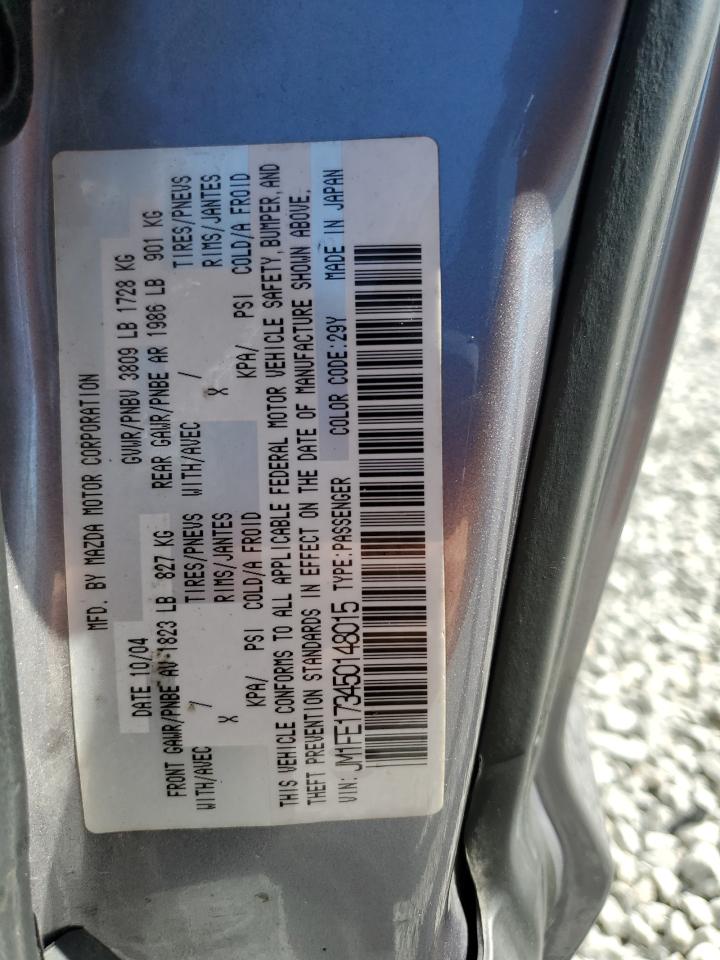 MFD. BY MAZDA MOTOR CORPORATION
DATE 10/04 GVWR/PNBV 3809 LB 1728 KG
FRONT GAWR/PNBE AV 1823 LB 827 KG REAR GAWR/PNBE AR 1986 LB 901 KG
TIRES/PNEUS TIRES/PNEUS
WITH/AVEC / RIMS/JANTES WITH/AVEC / RIMS/JANTES
X X
KPA/ PSI COLD/A FROID KPA/ PSI COLD/A FROID
THIS VEHICLE CONFORMS TO ALL APPLICABLE FEDERAL MOTOR VEHICLE SAFETY, BUMPER, AND
THEFT PREVENTION STANDARDS IN EFFECT ON THE DATE OF MANUFACTURE SHOWN ABOVE.
VIN: JM1FE173450148015 TYPE:PASSENGER COLOR CODE:29Y MADE IN JAPAN